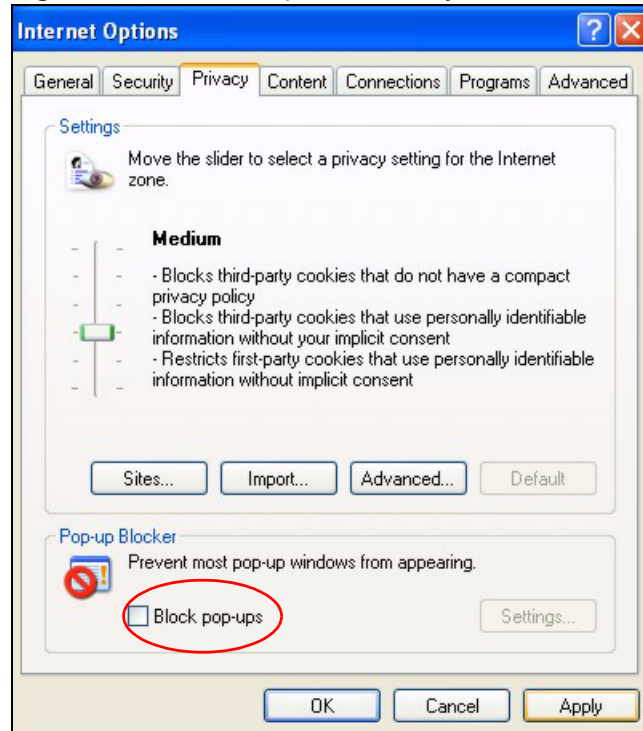 Internet Options
General Security Privacy Content Connections Programs Advanced
Settings
Move the slider to select a privacy setting for the Internet
zone.
Medium
- Blocks third-party cookies that do not have a compact
privacy policy
- Blocks third-party cookies that use personally identifiable
information without your implicit consent
- Restricts first-party cookies that use personally identifiable
information without implicit consent
Sites... Import... Advanced... Default
Pop-up Blocker
Prevent most pop-up windows from appearing.
Block pop-ups Settings...
OK Cancel Apply